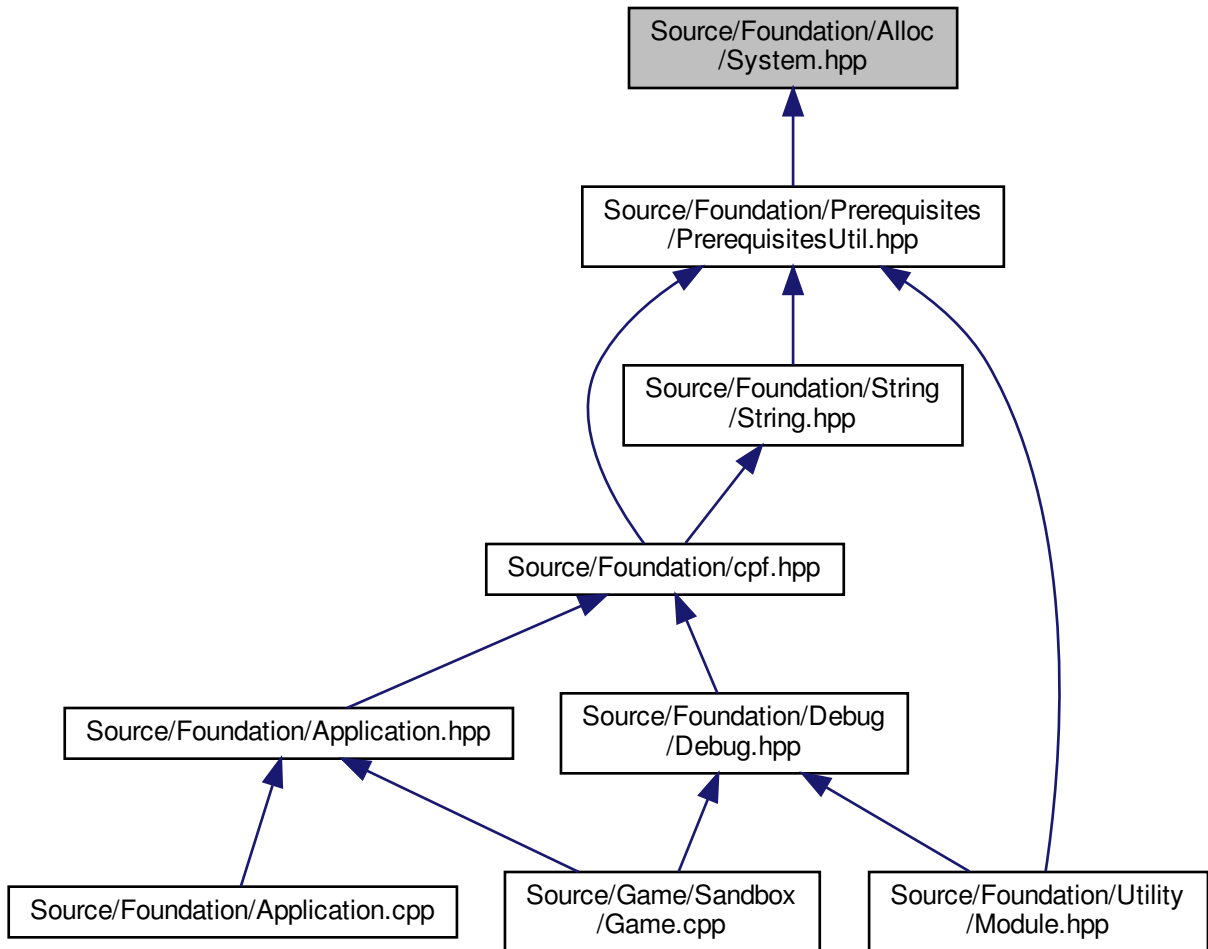 Source/Foundation/Alloc
/System.hpp
Source/Foundation/Prerequisites
/PrerequisitesUtil.hpp
Source/Foundation/String
/String.hpp
Source/Foundation/cpf.hpp
Source/Foundation/Application.hpp
Source/Foundation/Debug
/Debug.hpp
Source/Foundation/Application.cpp
Source/Game/Sandbox
/Game.cpp
Source/Foundation/Utility
/Module.hpp